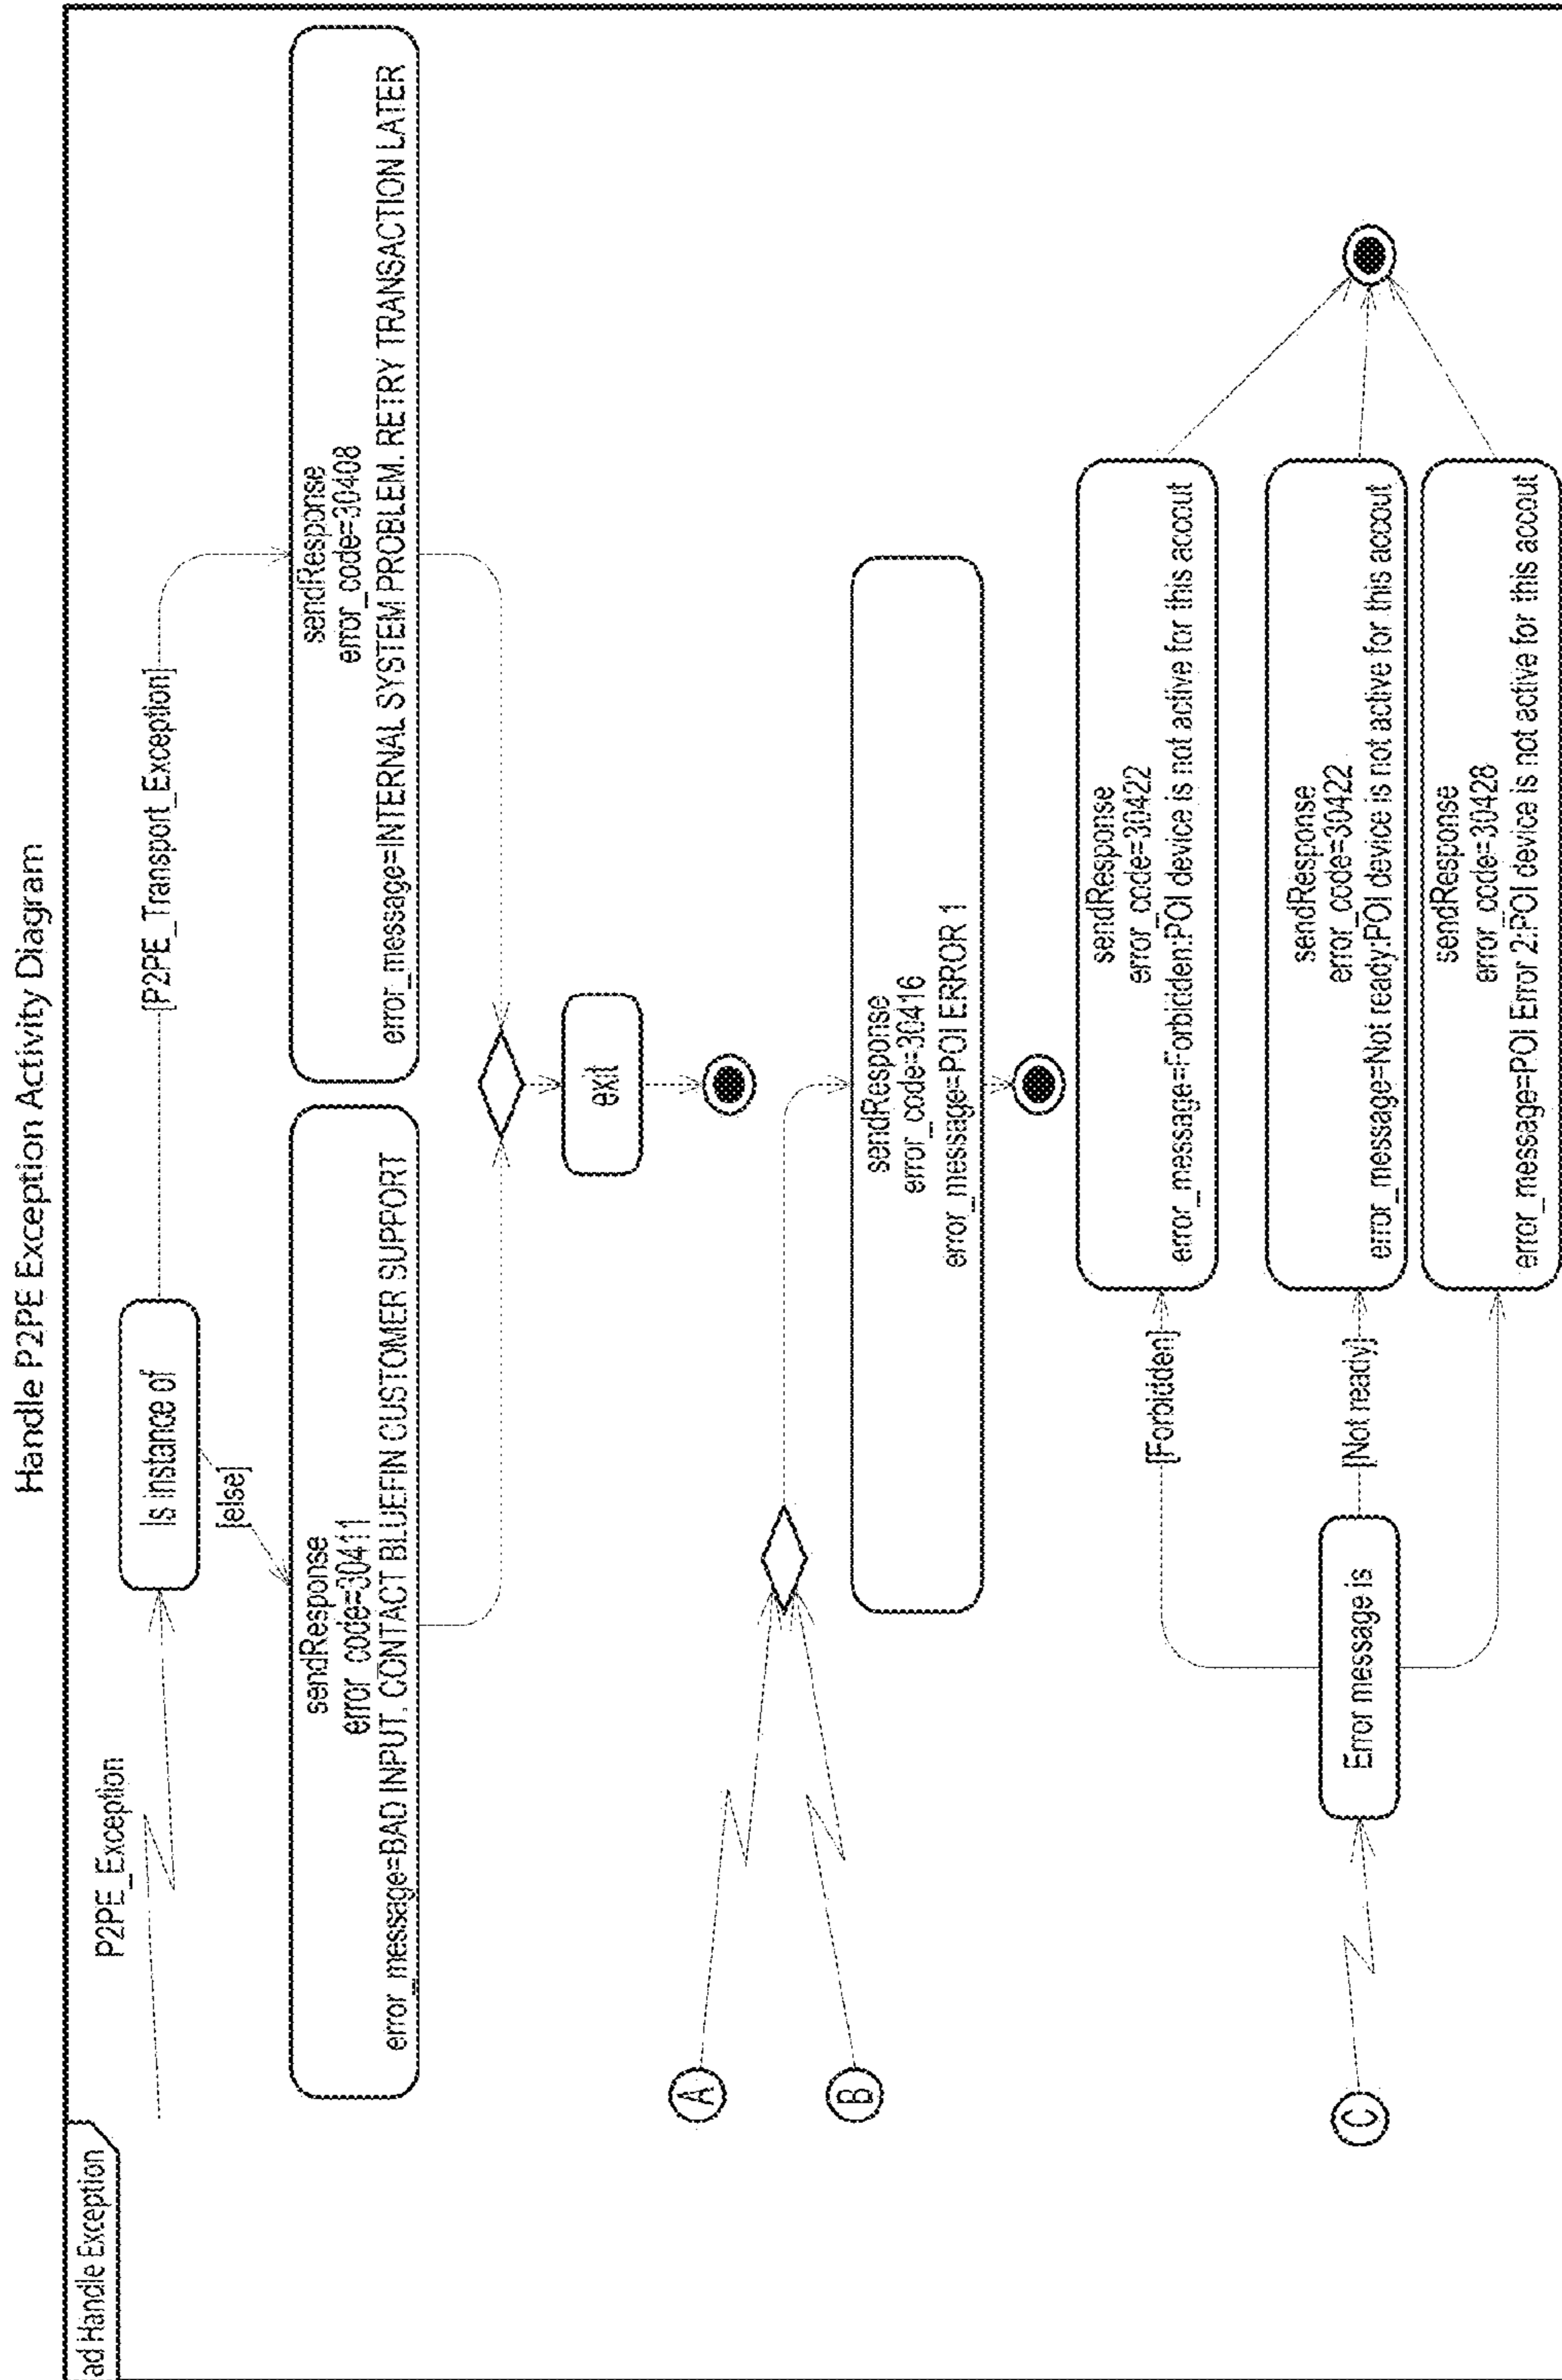 Handle P2PE Exception Activity Diagram
ad Handle Exception
P2PE_Exception
Is instance of
[P2PE_Transport_Exception]
[else]
sendResponse
error_code=30411
error_message=BAD INPUT. CONTACT BLUEFIN CUSTOMER SUPPORT
sendResponse
error_code=30408
error_message=INTERNAL SYSTEM PROBLEM. RETRY TRANSACTION LATER
exit
A
B
sendResponse
error_code=30416
error_message=POI ERROR 1
C
Error message is
[Forbidden]
[Not ready]
sendResponse
error_code=30422
error_message=Forbidden:POI device is not active for this accout
sendResponse
error_code=30422
error_message=Not ready:POI device is not active for this accout
sendResponse
error_code=30428
error_message=POI Error 2:POI device is not active for this accout